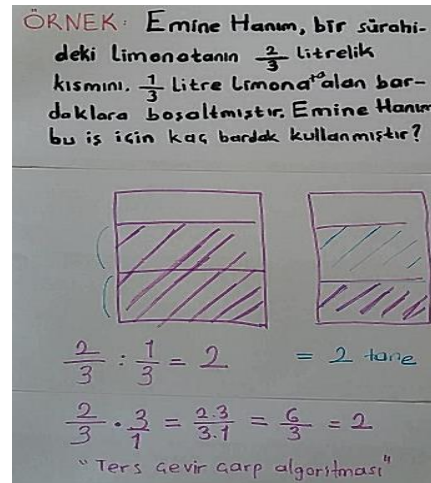 ÖRNEK: Emine Hanım, bir sürahi-
deki limonatanın 2/3 litrelik
kısmını, 1/3 Litre Limonata alan bar-
daklara boşaltmıştır. Emine Hanım
bu iş için kaç bardak kullanmıştır?
2/3 : 1/3 = 2 = 2 tane
2/3 . 3/1 = 2.3/3.1 = 6/3 = 2
"Ters çevir çarp algoritması"